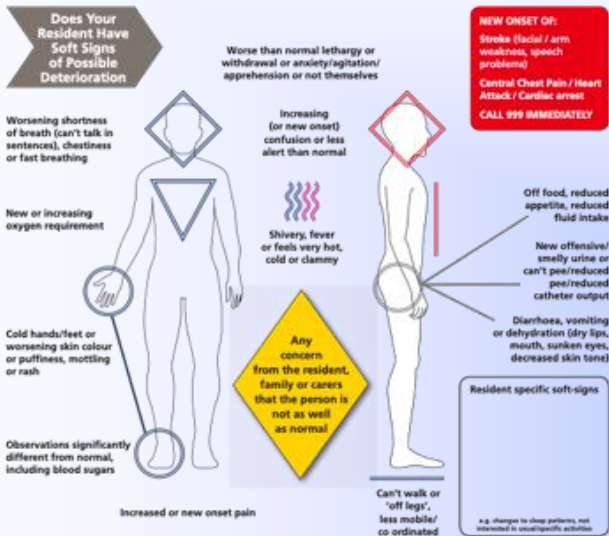 Does Your
Resident Have
Soft Signs
of Possible
Deterioration
Worse than normal lethargy or
withdrawal or anxiety/agitation/
apprehension or not themselves
NEW ONSET OF:
Stroke (facial / arm
weakness, speech
problems)
Central Chest Pain / Heart
Attack / Cardiac arrest
CALL 999 IMMEDIATELY
Worsening shortness
of breath (can't talk in
sentences), chestiness
or fast breathing
Increasing
(or new onset)
confusion or less
alert than normal
New or increasing
oxygen requirement
Shivery, fever
or feels very hot,
cold or clammy
Off food, reduced
appetite, reduced
fluid intake
New offensive/
smelly urine or
can't pee/reduced
pee/reduced
catheter output
Diarrhoea, vomiting
or dehydration (dry lips,
mouth, sunken eyes,
decreased skin tone)
Cold hands/feet or
worsening skin colour
or puffiness, mottling
or rash
Any
concern
from the resident,
family or carers
that the person is
not as well
as normal
Observations significantly
different from normal,
including blood sugars
Increased or new onset pain
Can't walk or
'off legs',
less mobile/
co ordinated
Resident specific soft-signs
e.g. changes to sleep patterns, not
interested in usual/specific activities